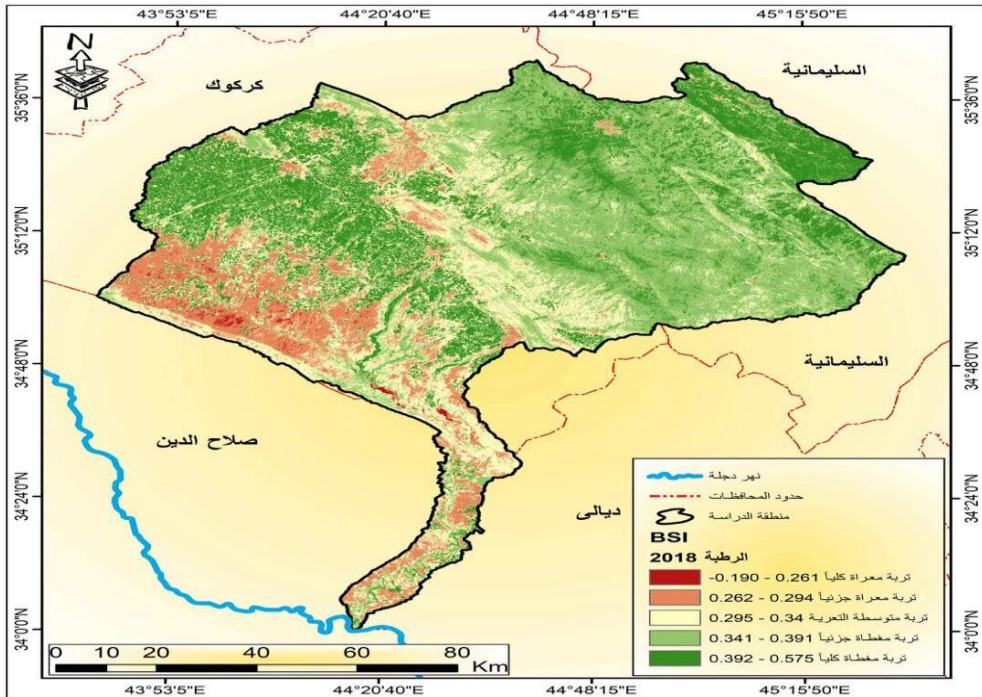 43°53'5"E 44°20'40"E 44°48'15"E 45°15'50"E
N
كركوك
السليمانية
35°36'0"N 35°36'0"N
35°12'0"N 35°12'0"N
السليمانية
34°48'0"N 34°48'0"N
صلاح الدين
34°24'0"N 34°24'0"N
ديالى
نهر دجلة
حدود المحافظات
منطقة الدراسة
BSI
الرطبة 2018
تربة معراة كلياً 0.261 - 0.190-
تربة معراة جزئياً 0.294 - 0.262
تربة متوسطة التعرية 0.34 - 0.295
تربة مغطاة جزئياً 0.391 - 0.341
تربة مغطاة كلياً 0.575 - 0.392
34°0'0"N 34°0'0"N
0 10 20 40 60 80
Km
43°53'5"E 44°20'40"E 44°48'15"E 45°15'50"E